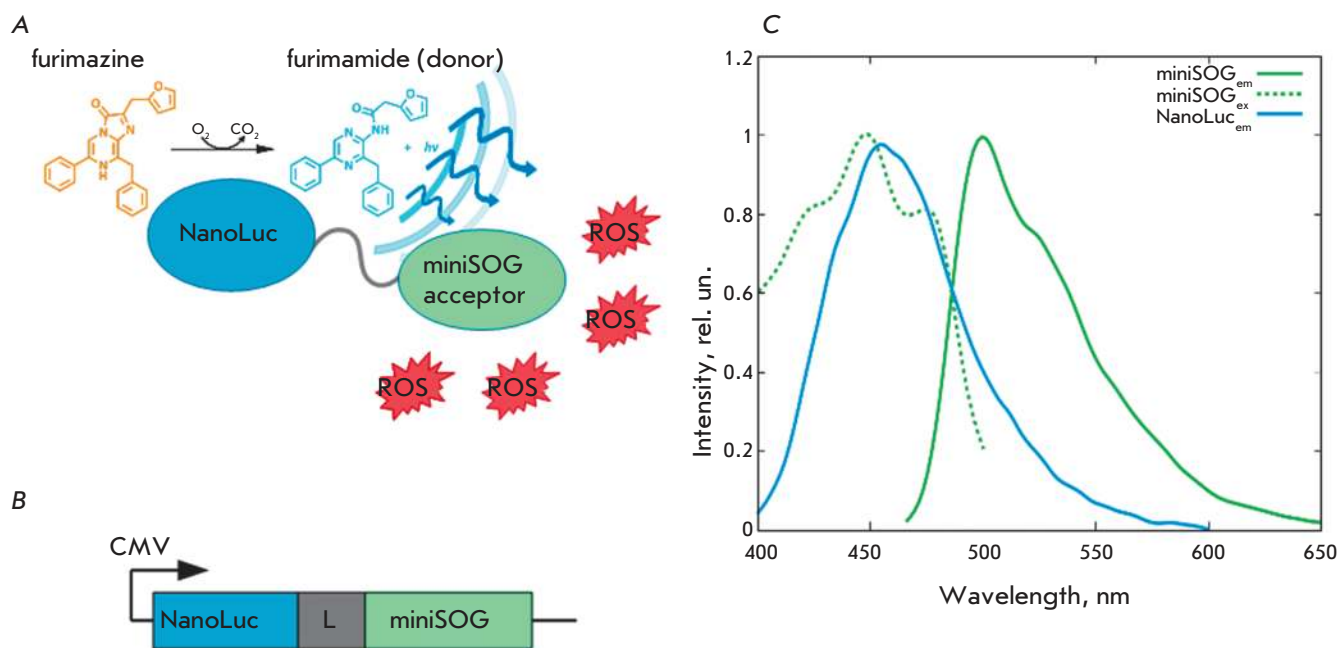 A
furimazine
furimamide (donor)
O
O₂
CO₂
N
N
N
H
O
O
NH
N
N
+ hν
NanoLuc
miniSOG
acceptor
ROS
ROS
ROS
ROS
B
CMV
NanoLuc
L
miniSOG
C
1.2
1
0.8
0.6
0.4
0.2
0
Intensity, rel. un.
miniSOGem
miniSOGex
NanoLucem
400
450
500
550
600
650
Wavelength, nm